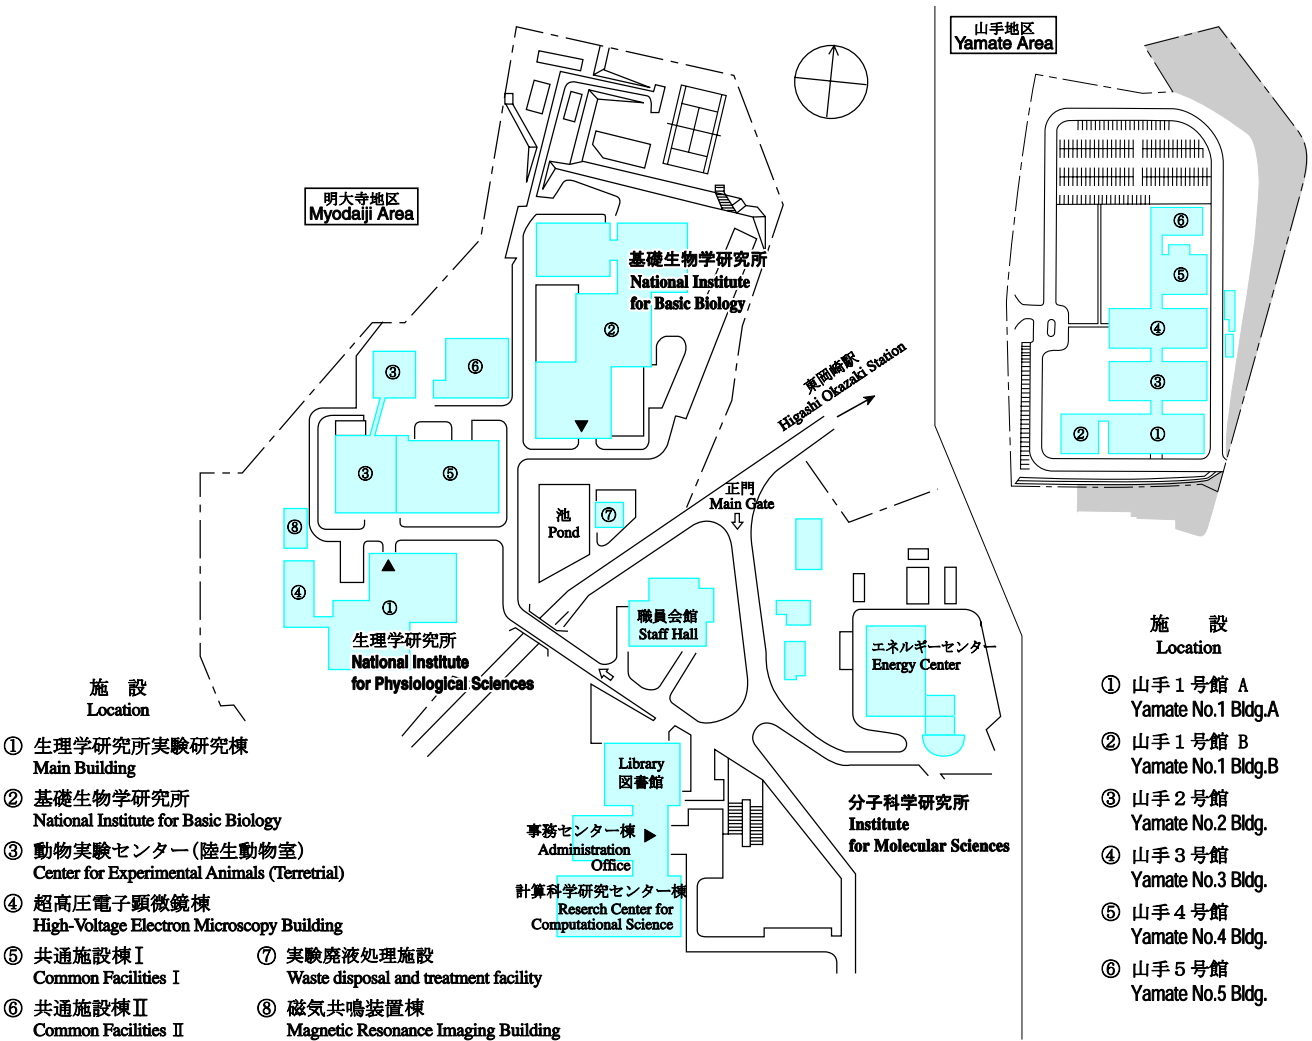 山手地区
Yamate Area
明大寺地区
Myodaiji Area
基礎生物学研究所
National Institute
for Basic Biology
②
③
⑥
③
⑤
⑧
④
①
⑦
池
Pond
東岡崎駅
Higashi Okazaki Station
正門
Main Gate
職員会館
Staff Hall
エネルギーセンター
Energy Center
生理学研究所
National Institute
for Physiological Sciences
Library
図書館
事務センター棟
Administration
Office
計算科学研究センター棟
Reserch Center for
Computational Science
分子科学研究所
Institute
for Molecular Sciences
⑥
⑤
④
③
②
①
施 設
Location
① 生理学研究所実験研究棟
Main Building
② 基礎生物学研究所
National Institute for Basic Biology
③ 動物実験センター（陸生動物室）
Center for Experimental Animals (Terretrial)
④ 超高圧電子顕微鏡棟
High-Voltage Electron Microscopy Building
⑤ 共通施設棟Ⅰ
Common Facilities Ⅰ
⑥ 共通施設棟Ⅱ
Common Facilities Ⅱ
⑦ 実験廃液処理施設
Waste disposal and treatment facility
⑧ 磁気共鳴装置棟
Magnetic Resonance Imaging Building
施 設
Location
① 山手１号館 A
Yamate No.1 Bldg.A
② 山手１号館 B
Yamate No.1 Bldg.B
③ 山手２号館
Yamate No.2 Bldg.
④ 山手３号館
Yamate No.3 Bldg.
⑤ 山手４号館
Yamate No.4 Bldg.
⑥ 山手５号館
Yamate No.5 Bldg.